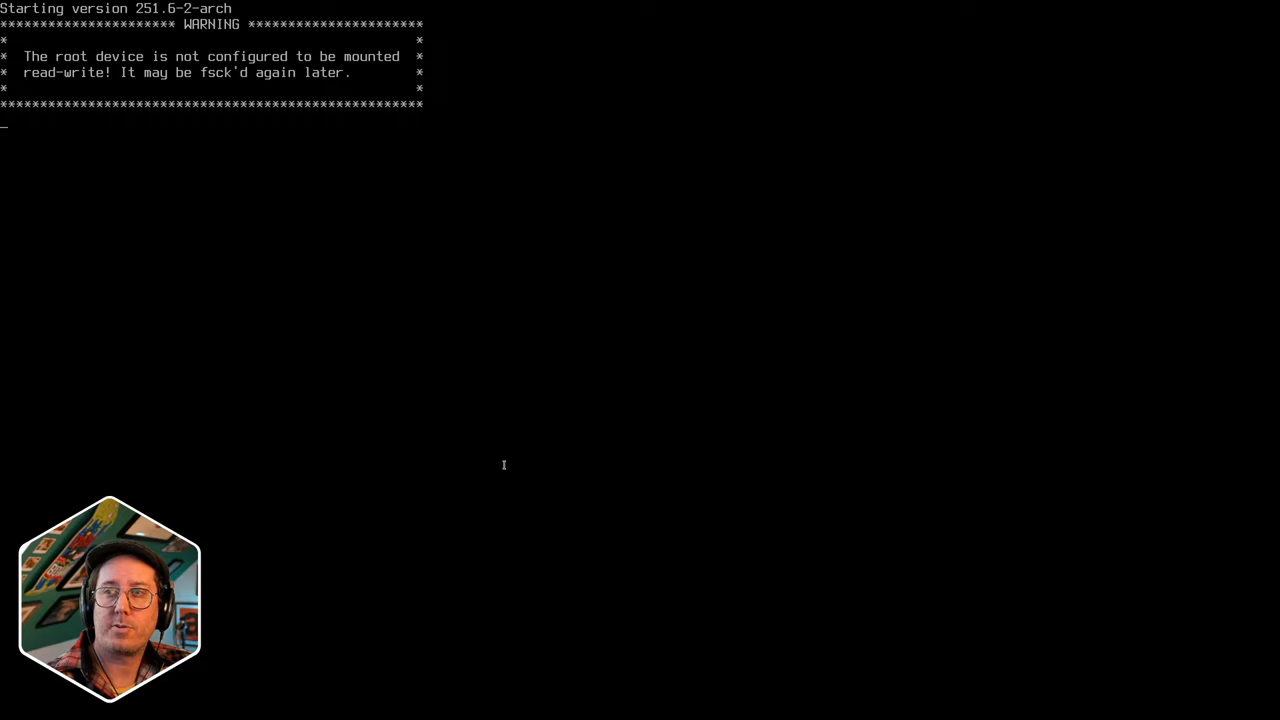 Starting version 251.6-2-arch
********************** WARNING **********************
*                                                   *
*  The root device is not configured to be mounted  *
*  read-write! It may be fsck'd again later.        *
*                                                   *
*****************************************************
_